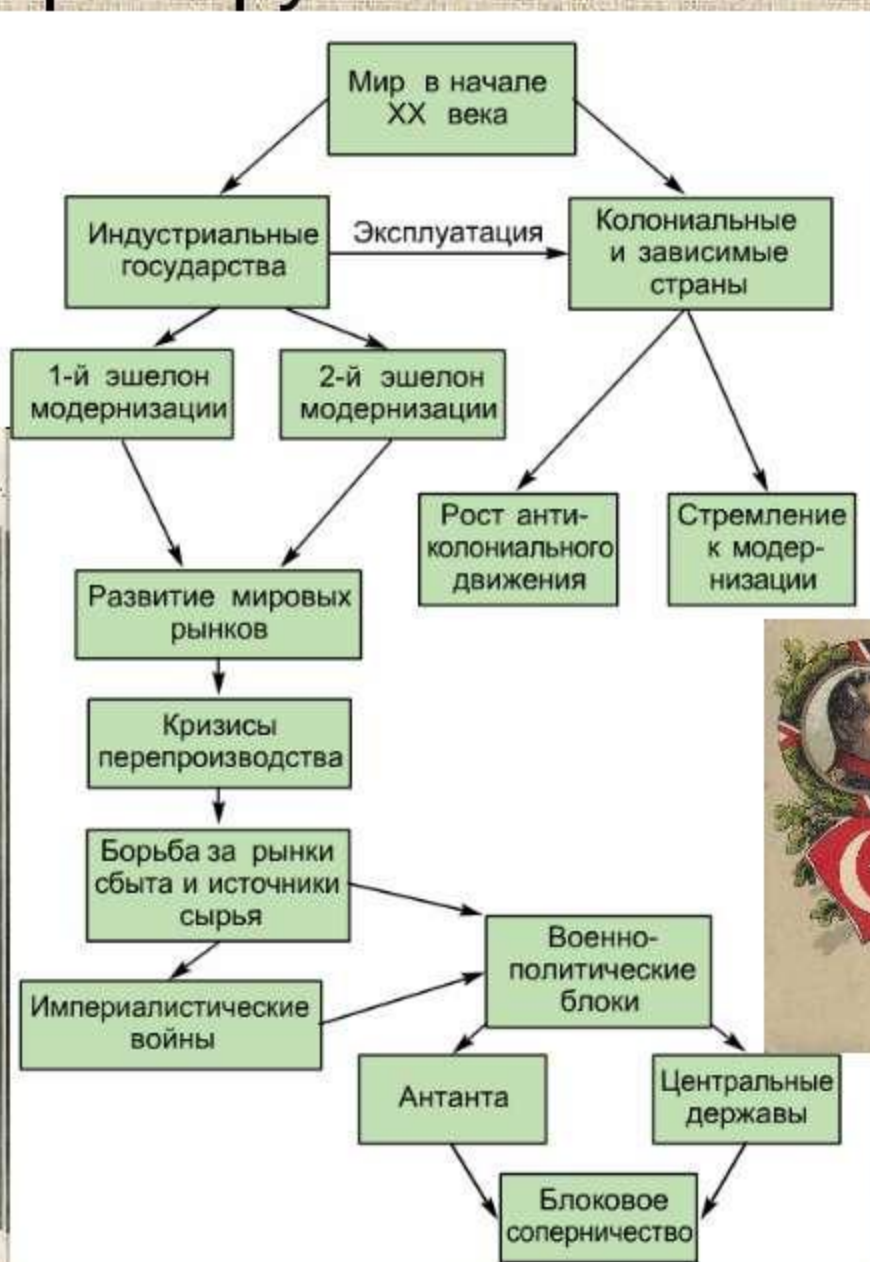 Мир в начале
XX века
Индустриальные
государства
Эксплуатация
Колониальные
и зависимые
страны
1-й эшелон
модернизации
2-й эшелон
модернизации
Рост анти-
колониального
движения
Стремление
к модер-
низации
Развитие мировых
рынков
Кризисы
перепроизводства
Борьба за рынки
сбыта и источники
сырья
Военно-
политические
блоки
Империалистические
войны
Антанта
Центральные
державы
Блоковое
соперничество